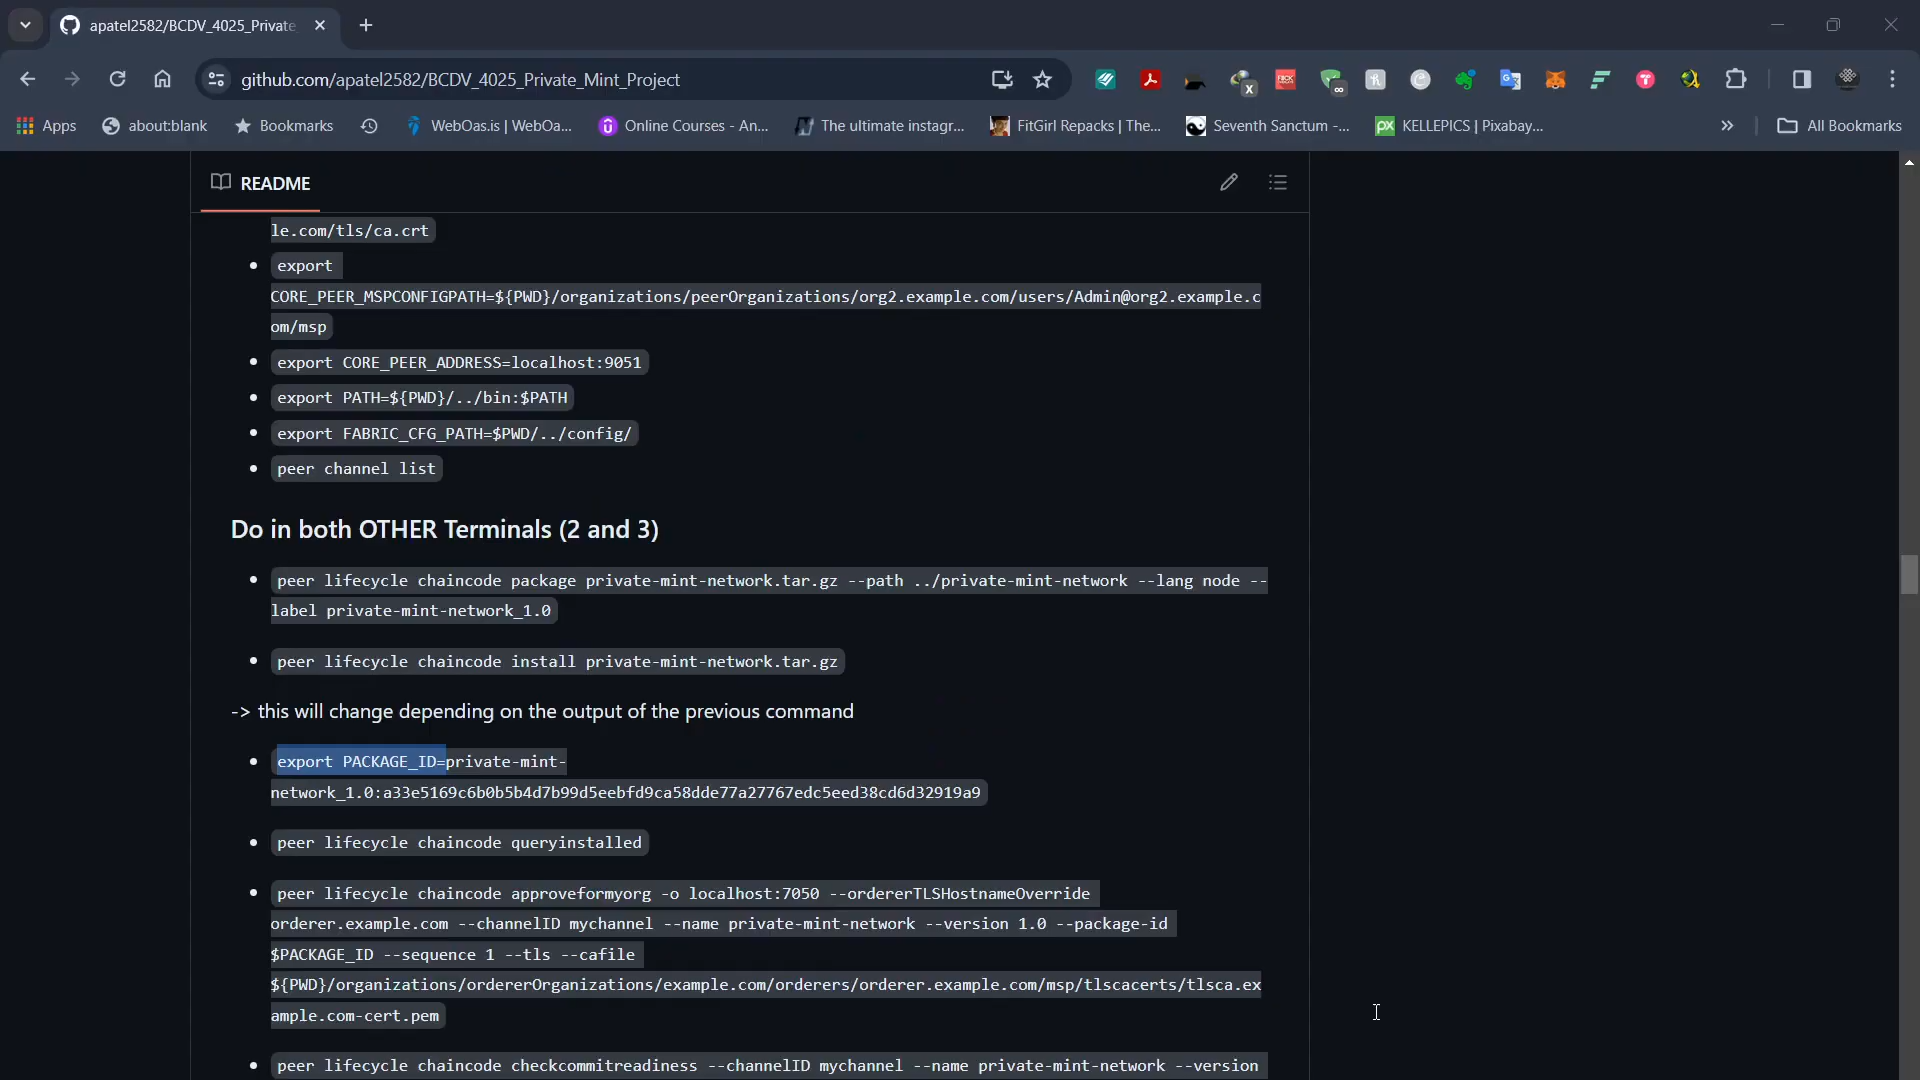 apatel2582/BCDV_4025_Private
github.com/apatel2582/BCDV_4025_Private_Mint_Project
Apps about:blank Bookmarks WebOas.is | WebOa... Online Courses - An... The ultimate instagr... FitGirl Repacks | The... Seventh Sanctum -... px KELLEPICS | Pixabay... All Bookmarks
README
le.com/tls/ca.crt
export
CORE_PEER_MSPCONFIGPATH=${PWD}/organizations/peerOrganizations/org2.example.com/users/Admin@org2.example.c
om/msp
export CORE_PEER_ADDRESS=localhost:9051
export PATH=${PWD}/../bin:$PATH
export FABRIC_CFG_PATH=$PWD/../config/
peer channel list
Do in both OTHER Terminals (2 and 3)
peer lifecycle chaincode package private-mint-network.tar.gz --path ../private-mint-network --lang node --
label private-mint-network_1.0
peer lifecycle chaincode install private-mint-network.tar.gz
-> this will change depending on the output of the previous command
export PACKAGE_ID=private-mint-
network_1.0:a33e5169c6b0b5b4d7b99d5eebfd9ca58dde77a27767edc5eed38cd6d32919a9
peer lifecycle chaincode queryinstalled
peer lifecycle chaincode approveformyorg -o localhost:7050 --ordererTLSHostnameOverride
orderer.example.com --channelID mychannel --name private-mint-network --version 1.0 --package-id
$PACKAGE_ID --sequence 1 --tls --cafile
${PWD}/organizations/ordererOrganizations/example.com/orderers/orderer.example.com/msp/tlscacerts/tlsca.ex
ample.com-cert.pem
peer lifecycle chaincode checkcommitreadiness --channelID mychannel --name private-mint-network --version